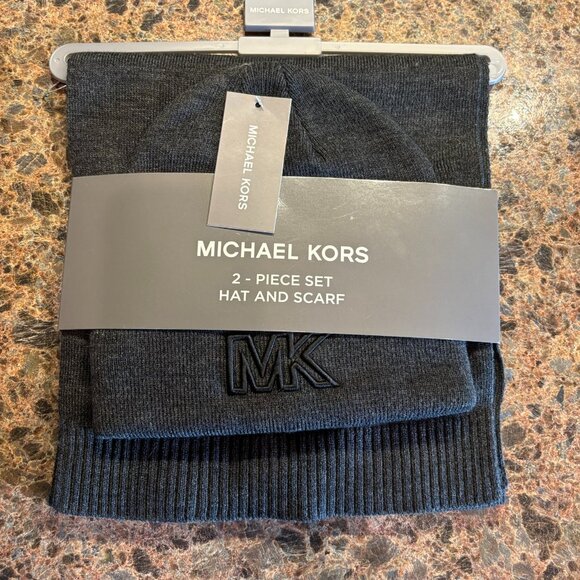 MICHAEL KORS
MICHAEL KORS
MICHAEL KORS
2 - PIECE SET
HAT AND SCARF
MK